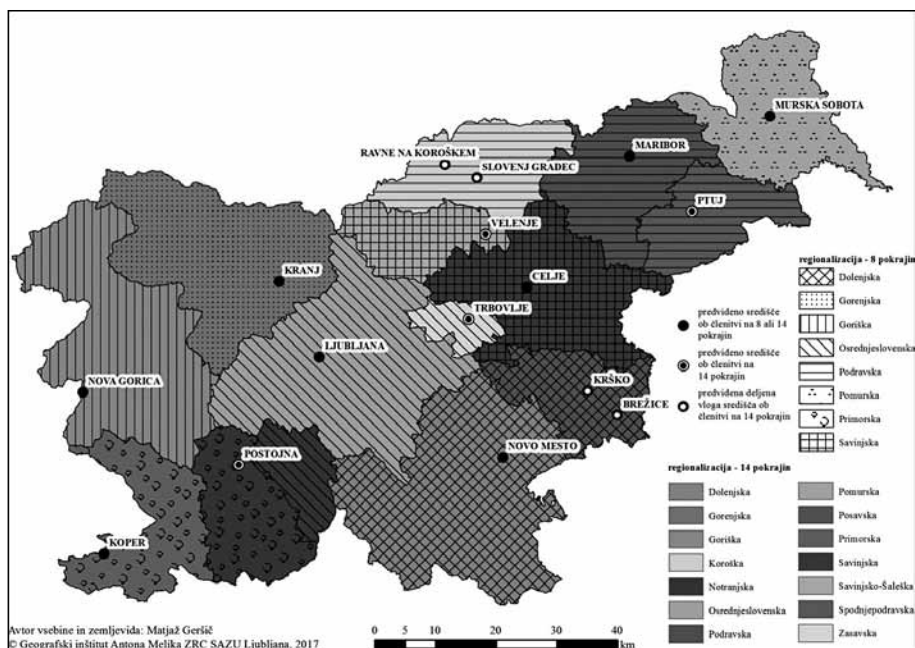 MURSKA SOBOTA
MARIBOR
RAVNE NA KOROŠKEM
SLOVENJ GRADEC
PTUJ
VELENJE
KRANJ
CELJE
TRBOVLJE
LJUBLJANA
NOVA GORICA
KRŠKO
BREŽICE
POSTOJNA
NOVO MESTO
KOPER
predvideno središče
ob členitvi na 8 ali 14
pokrajin
predvideno središče
ob členitvi na
14 pokrajin
predvidena deljena
vloga središča ob
členitvi na 14 pokrajin
regionalizacija - 8 pokrajin
Dolenjska
Gorenjska
Goriška
Osrednjeslovenska
Podravska
Pomurska
Primorska
Savinjska
regionalizacija - 14 pokrajin
Dolenjska
Gorenjska
Goriška
Koroška
Notranjska
Osrednjeslovenska
Podravska
Pomurska
Posavska
Primorska
Savinjska
Savinjsko-Šaleška
Spodnjepodravska
Zasavska
Avtor vsebine in zemljevida: Matjaž Geršič
© Geografski inštitut Antona Melika ZRC SAZU Ljubljana, 2017
0 5 10 20 30 40
km